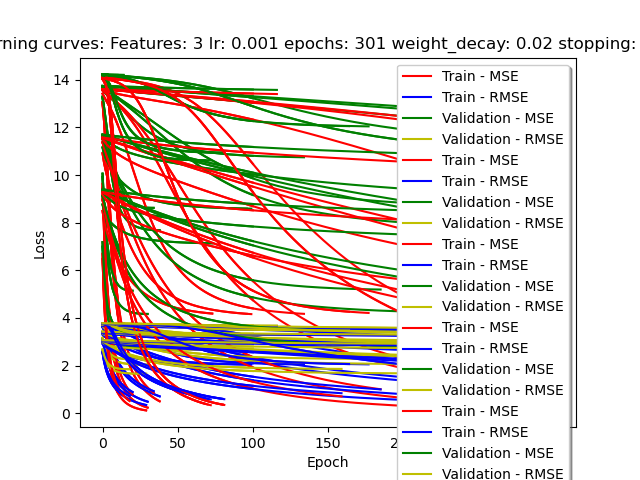 rning curves: Features: 3 lr: 0.001 epochs: 301 weight_decay: 0.02 stopping:
14
12
10
8
6
4
2
0
Loss
0
50
100
150
2
Epoch
Train - MSE
Train - RMSE
Validation - MSE
Validation - RMSE
Train - MSE
Train - RMSE
Validation - MSE
Validation - RMSE
Train - MSE
Train - RMSE
Validation - MSE
Validation - RMSE
Train - MSE
Train - RMSE
Validation - MSE
Validation - RMSE
Train - MSE
Train - RMSE
Validation - MSE
Validation - RMSE